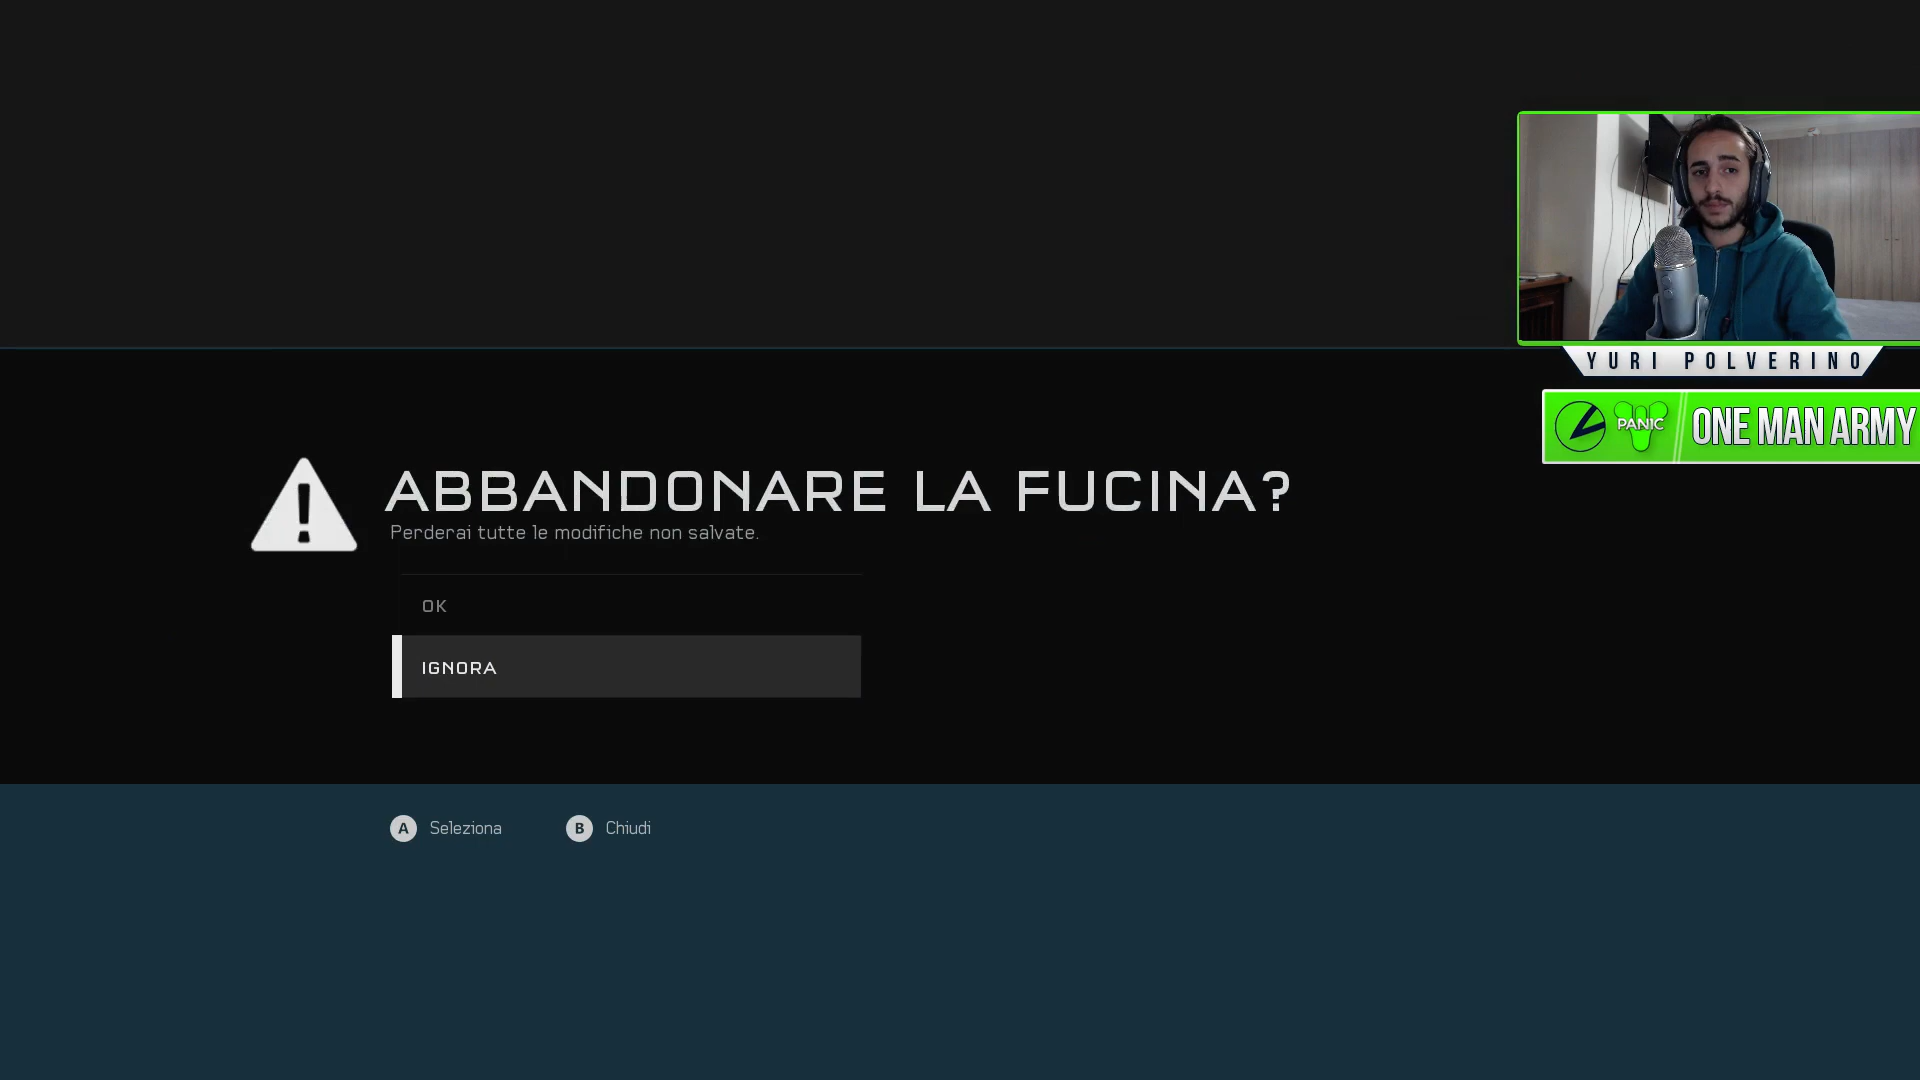 YURI POLVERINO
PANIC
ONE MAN ARMY
ABBANDONARE LA FUCINA?
Perderai tutte le modifiche non salvate.
OK
IGNORA
A Seleziona B Chiudi